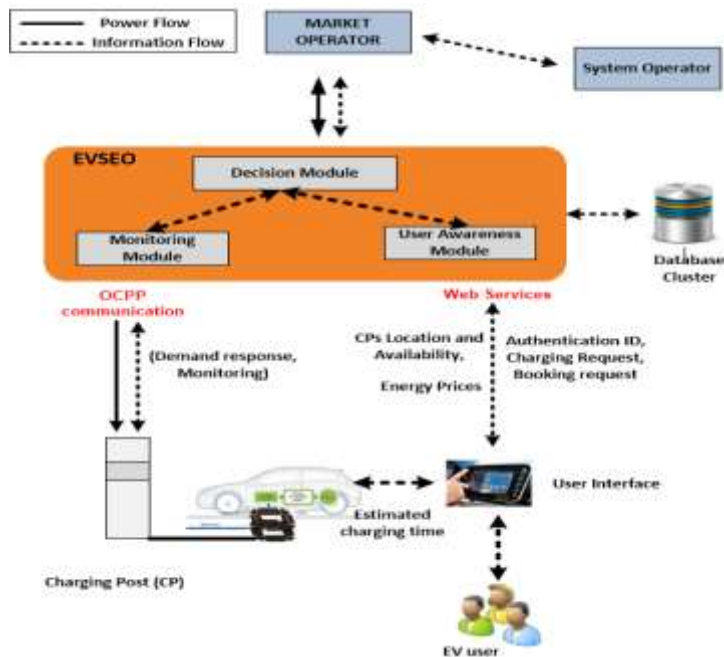 Power Flow
Information Flow
MARKET
OPERATOR
System Operator
EVSEO
Decision Module
Monitoring
Module
User Awareness
Module
Database
Cluster
OCPP
communication
Web Services
(Demand response,
Monitoring)
CPs Location and
Availability,
Energy Prices
Authentication ID,
Charging Request,
Booking request
Estimated
charging time
User Interface
Charging Post (CP)
EV user